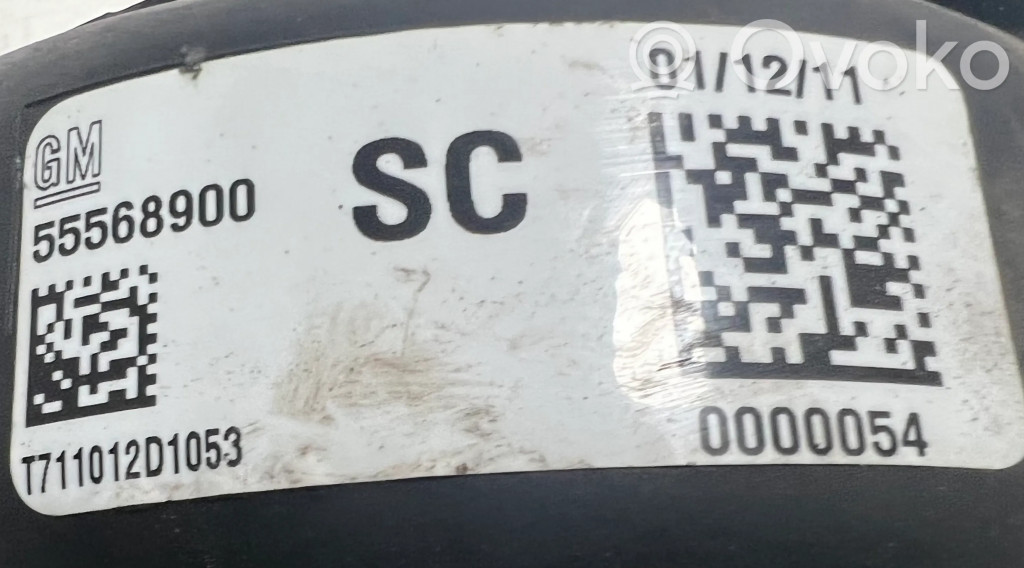 Ovoko
01/12/11
GM
55568900
SC
T711012D1053
0000054